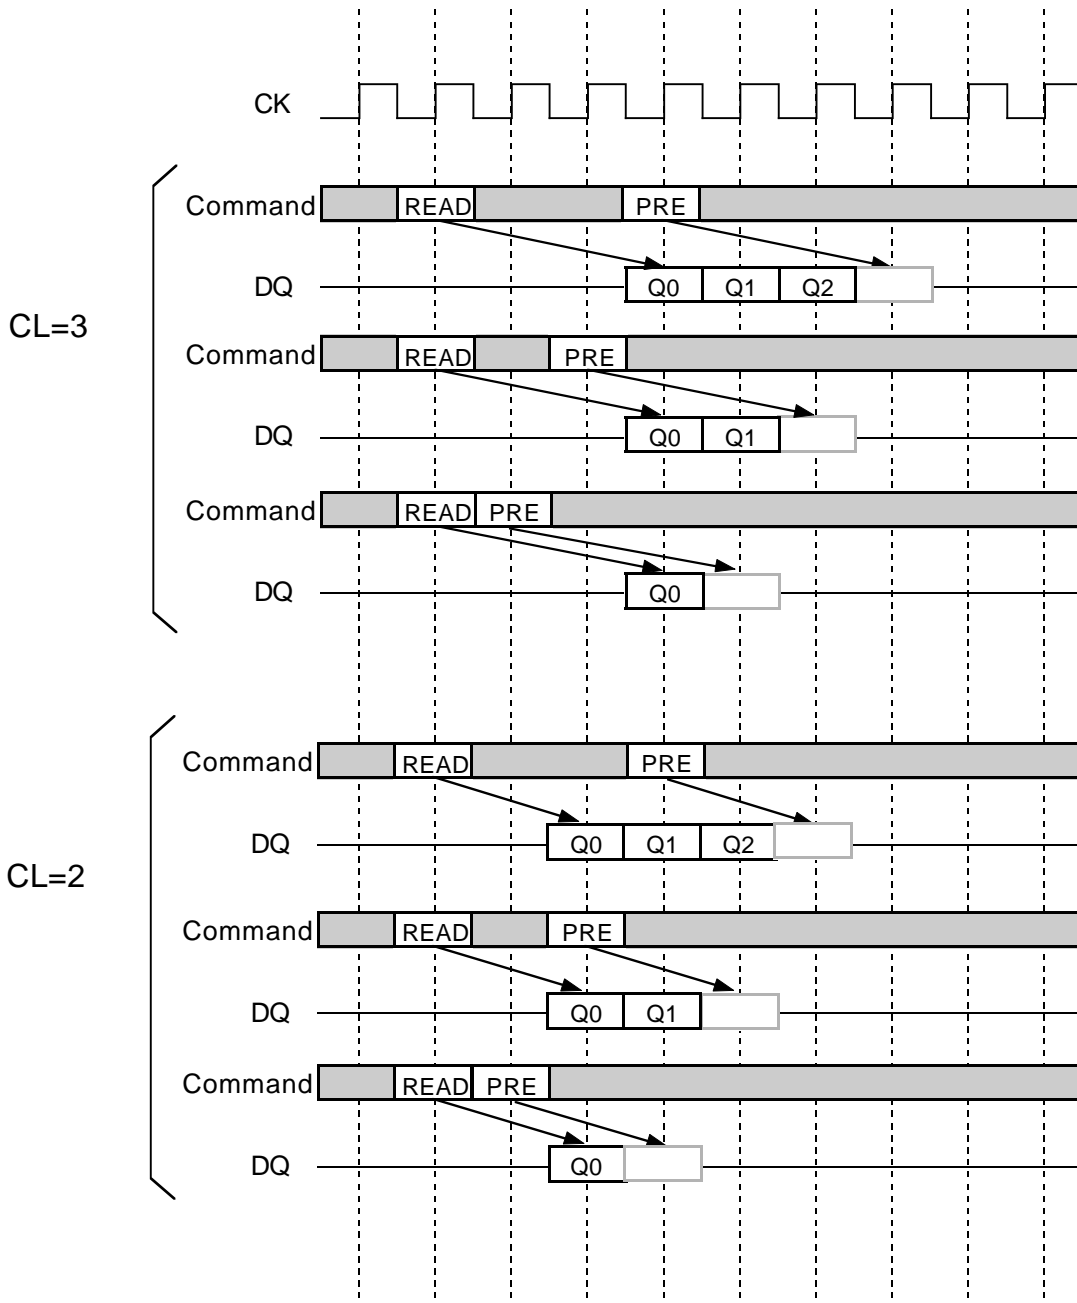 CK
CL=3
Command READ PRE
DQ Q0 Q1 Q2
Command READ PRE
DQ Q0 Q1
Command READ PRE
DQ Q0
CL=2
Command READ PRE
DQ Q0 Q1 Q2
Command READ PRE
DQ Q0 Q1
Command READ PRE
DQ Q0